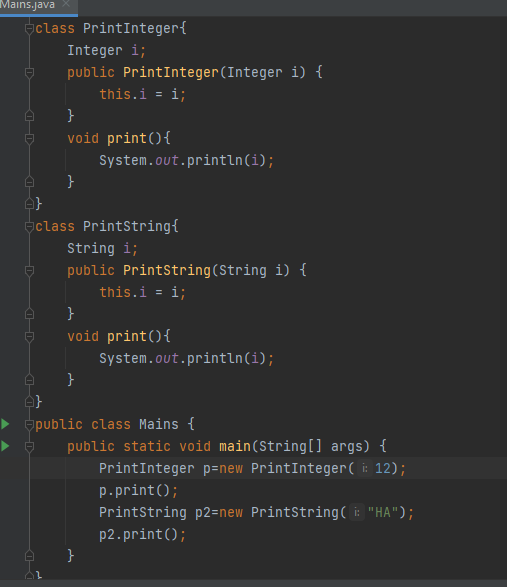 Mains.java
class PrintInteger{
Integer i;
public PrintInteger(Integer i) {
this.i = i;
}
void print(){
System.out.println(i);
}
}
class PrintString{
String i;
public PrintString(String i) {
this.i = i;
}
void print(){
System.out.println(i);
}
}
public class Mains {
public static void main(String[] args) {
PrintInteger p=new PrintInteger( i: 12);
p.print();
PrintString p2=new PrintString( i: "HA");
p2.print();
}
}